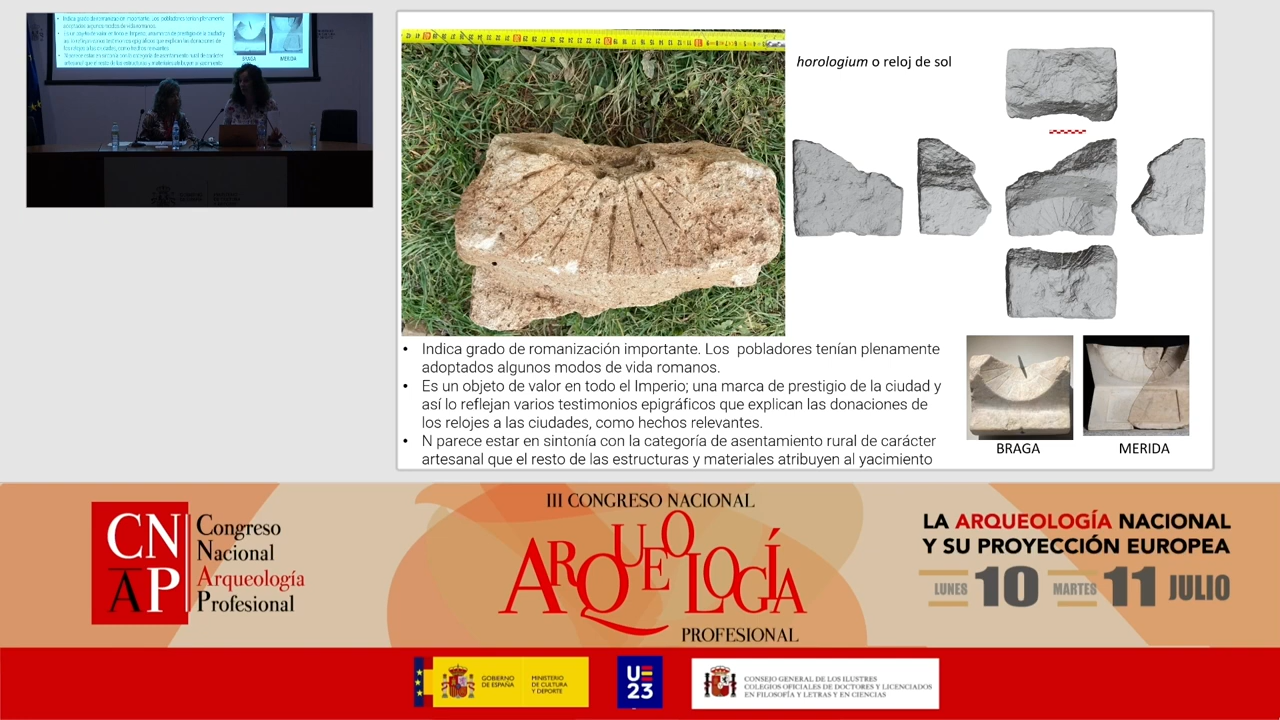 horologium o reloj de sol
• Indica grado de romanización importante. Los pobladores tenían plenamente
adoptados algunos modos de vida romanos.
• Es un objeto de valor en todo el Imperio; una marca de prestigio de la ciudad y
así lo reflejan varios testimonios epigráficos que explican las donaciones de
los relojes a las ciudades, como hechos relevantes.
• N parece estar en sintonía con la categoría de asentamiento rural de carácter
artesanal que el resto de las estructuras y materiales atribuyen al yacimiento
BRAGA
MERIDA
CN
AP
Congreso
Nacional
Arqueología
Profesional
III CONGRESO NACIONAL
ARQUEOLOGÍA
PROFESIONAL
LA ARQUEOLOGÍA NACIONAL
Y SU PROYECCIÓN EUROPEA
LUNES 10 MARTES 11 JULIO
GOBIERNO
DE ESPAÑA
MINISTERIO
DE CULTURA
Y DEPORTE
UE
23
CONSEJO GENERAL DE LOS ILUSTRES
COLEGIOS OFICIALES DE DOCTORES Y LICENCIADOS
EN FILOSOFÍA Y LETRAS Y EN CIENCIAS